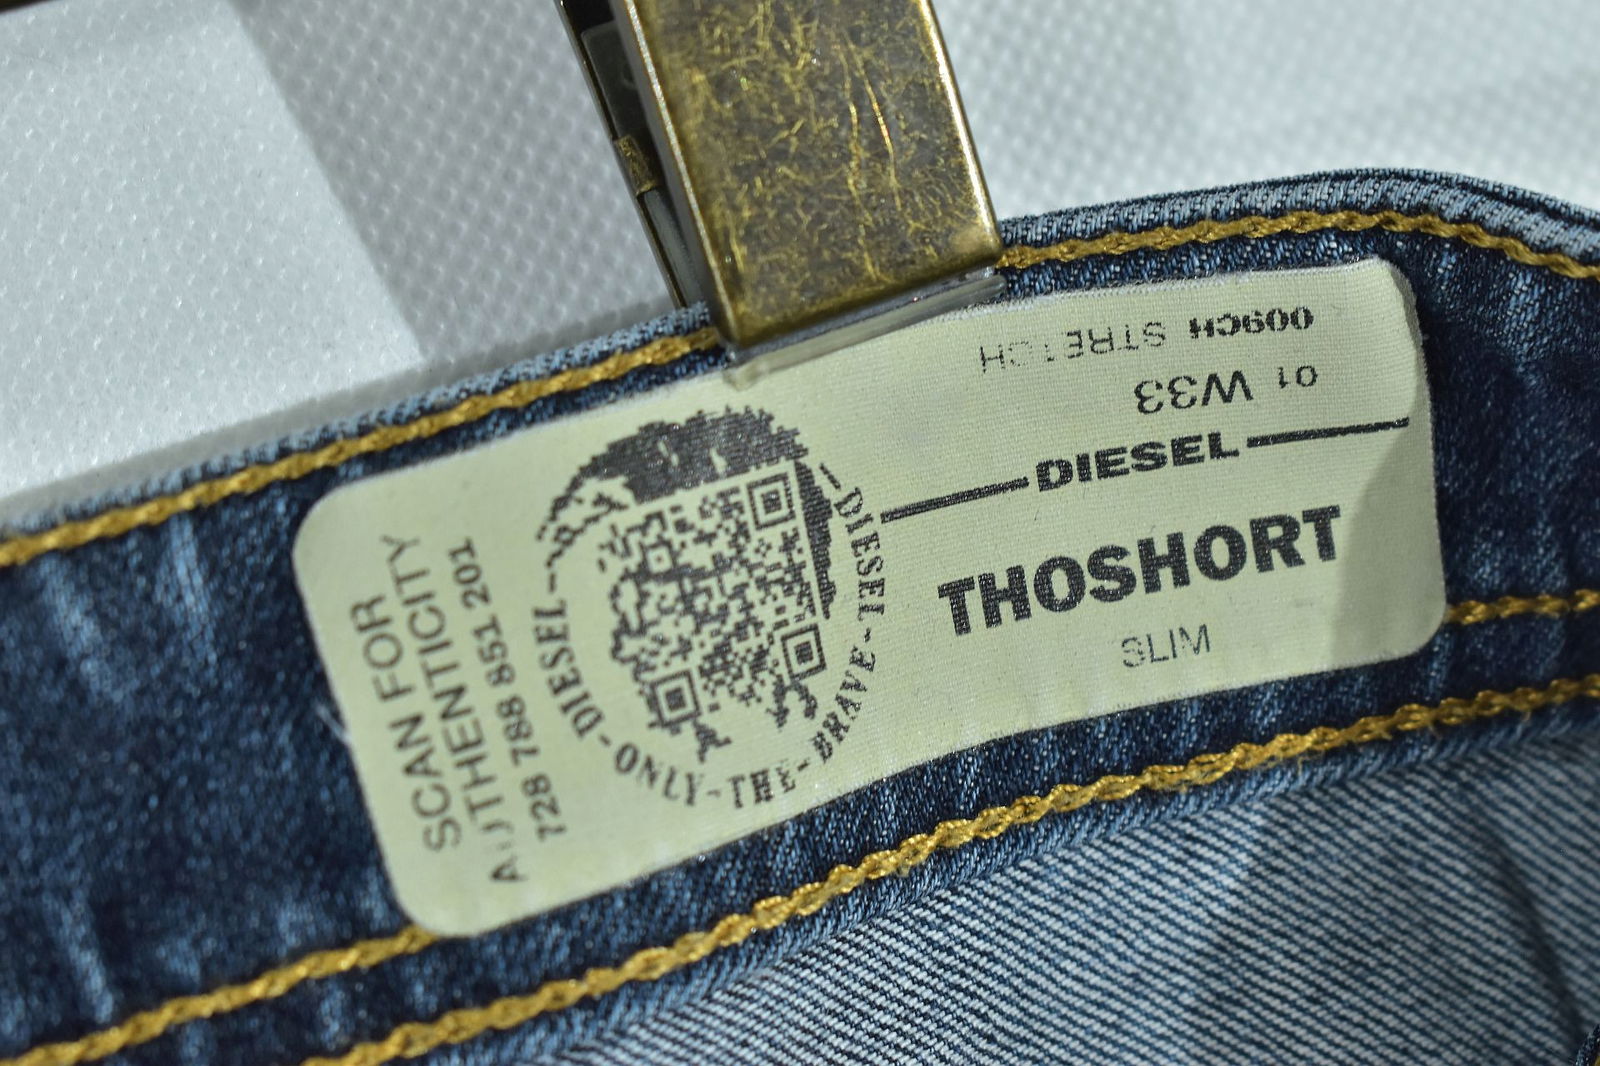 SCAN FOR
AUTHENTICITY
728 788 851 201
DIESEL - ONLY - THE - BRAVE - DIESEL
DIESEL
THOSHORT
SLIM
01 W33
009CH STRETCH